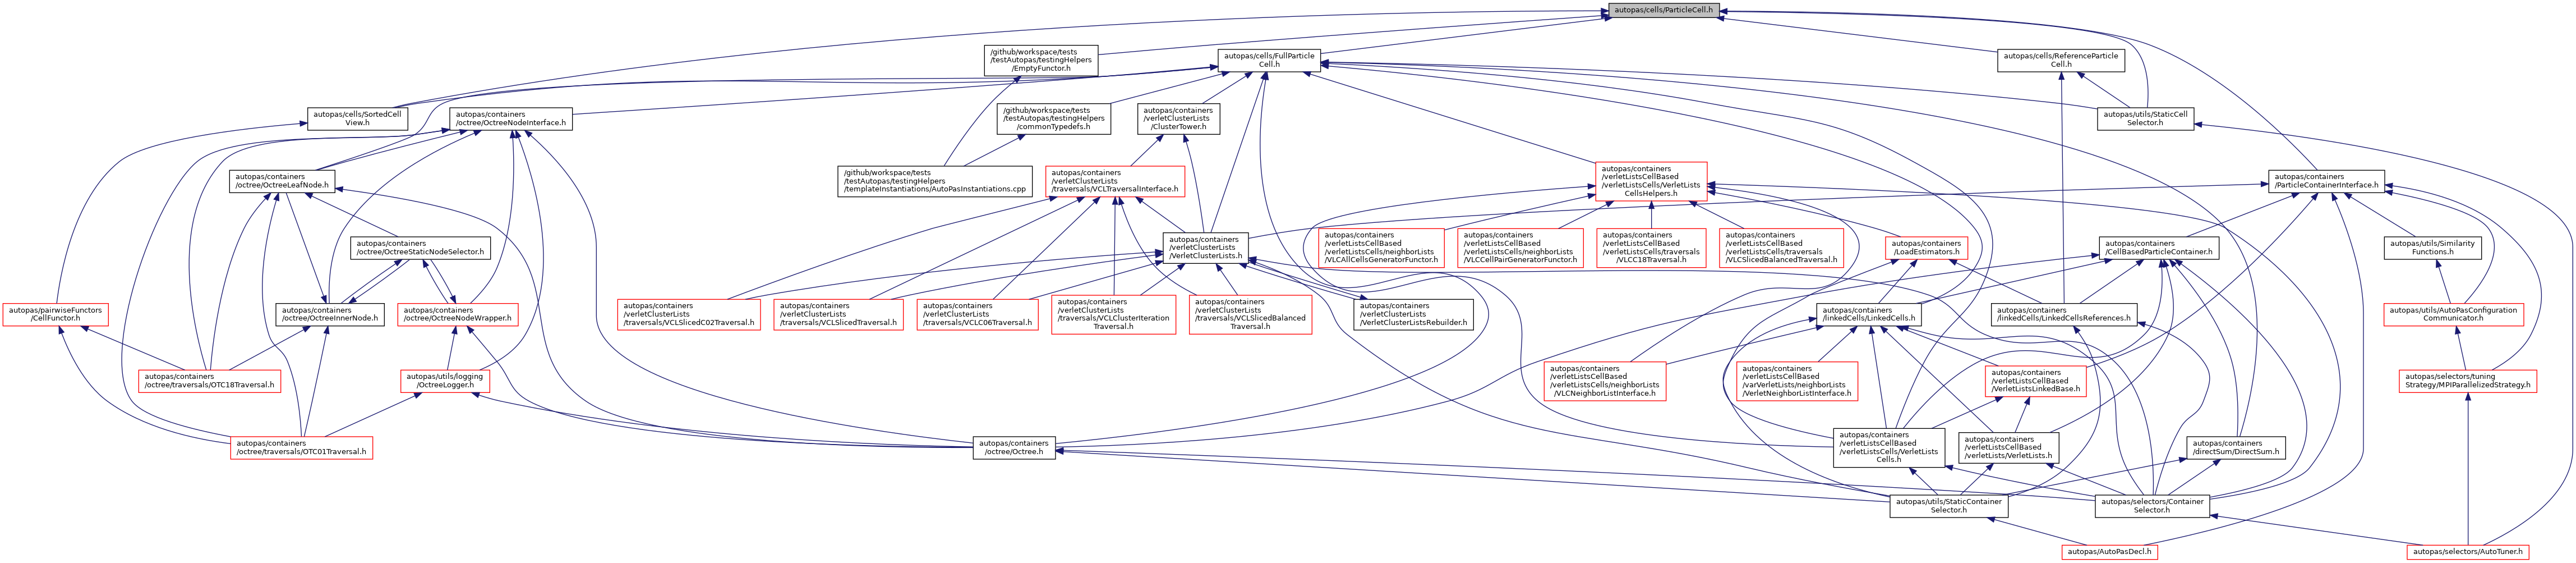 autopas/cells/ParticleCell.h
/github/workspace/tests
/testAutopas/testingHelpers
/EmptyFunctor.h
autopas/cells/FullParticle
Cell.h
autopas/cells/ReferenceParticle
Cell.h
autopas/cells/SortedCell
View.h
autopas/containers
/octree/OctreeNodeInterface.h
/github/workspace/tests
/testAutopas/testingHelpers
/commonTypedefs.h
autopas/containers
/verletClusterLists
/ClusterTower.h
autopas/utils/StaticCell
Selector.h
autopas/containers
/octree/OctreeLeafNode.h
/github/workspace/tests
/testAutopas/testingHelpers
/templateInstantiations/AutoPasInstantiations.cpp
autopas/containers
/verletClusterLists
/traversals/VCLTraversalInterface.h
autopas/containers
/verletListsCellBased
/verletListsCells/VerletLists
CellsHelpers.h
autopas/containers
/ParticleContainerInterface.h
autopas/containers
/octree/OctreeStaticNodeSelector.h
autopas/containers
/verletClusterLists
/VerletClusterLists.h
autopas/containers
/verletListsCellBased
/verletListsCells/neighborLists
/VLCAllCellsGeneratorFunctor.h
autopas/containers
/verletListsCellBased
/verletListsCells/neighborLists
/VLCCellPairGeneratorFunctor.h
autopas/containers
/verletListsCellBased
/verletListsCells/traversals
/VLCC18Traversal.h
autopas/containers
/verletListsCellBased
/verletListsCells/traversals
/VLCSlicedBalancedTraversal.h
autopas/containers
/LoadEstimators.h
autopas/containers
/CellBasedParticleContainer.h
autopas/utils/Similarity
Functions.h
autopas/pairwiseFunctors
/CellFunctor.h
autopas/containers
/octree/OctreeInnerNode.h
autopas/containers
/octree/OctreeNodeWrapper.h
autopas/containers
/verletClusterLists
/traversals/VCLSlicedC02Traversal.h
autopas/containers
/verletClusterLists
/traversals/VCLSlicedTraversal.h
autopas/containers
/verletClusterLists
/traversals/VCLC06Traversal.h
autopas/containers
/verletClusterLists
/traversals/VCLClusterIteration
Traversal.h
autopas/containers
/verletClusterLists
/traversals/VCLSlicedBalanced
Traversal.h
autopas/containers
/verletClusterLists
/VerletClusterListsRebuilder.h
autopas/containers
/linkedCells/LinkedCells.h
autopas/containers
/linkedCells/LinkedCellsReferences.h
autopas/utils/AutoPasConfiguration
Communicator.h
autopas/containers
/octree/traversals/OTC18Traversal.h
autopas/utils/logging
/OctreeLogger.h
autopas/containers
/verletListsCellBased
/verletListsCells/neighborLists
/VLCNeighborListInterface.h
autopas/containers
/verletListsCellBased
/varVerletLists/neighborLists
/VerletNeighborListInterface.h
autopas/containers
/verletListsCellBased
/VerletListsLinkedBase.h
autopas/selectors/tuning
Strategy/MPIParallelizedStrategy.h
autopas/containers
/octree/traversals/OTC01Traversal.h
autopas/containers
/octree/Octree.h
autopas/containers
/verletListsCellBased
/verletListsCells/VerletLists
Cells.h
autopas/containers
/verletListsCellBased
/verletLists/VerletLists.h
autopas/containers
/directSum/DirectSum.h
autopas/utils/StaticContainer
Selector.h
autopas/selectors/Container
Selector.h
autopas/AutoPasDecl.h
autopas/selectors/AutoTuner.h